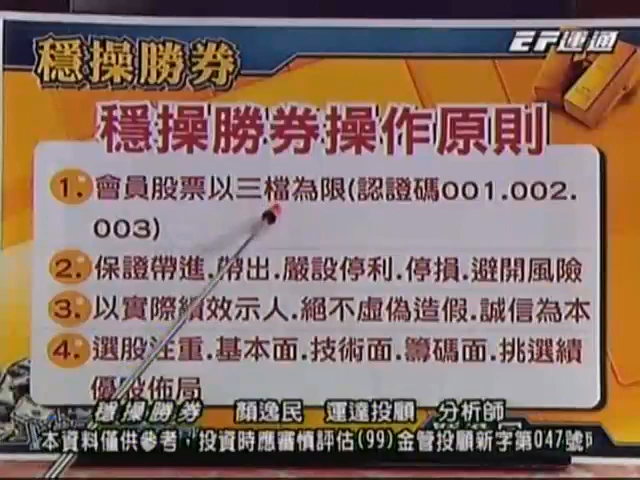 穩操勝券
EF運通
穩操勝券操作原則
1. 會員股票以三檔為限(認證碼001.002.
003)
2. 保證帶進.帶出.嚴設停利.停損.避開風險
3. 以實際績效示人.絕不虛偽造假.誠信為本
4. 選股注重.基本面.技術面.籌碼面.挑選績
優股佈局
穩操勝券 顏逸民 運達投顧 分析師
本資料僅供參考，投資時應審慎評估(99)金管投顧新字第047號